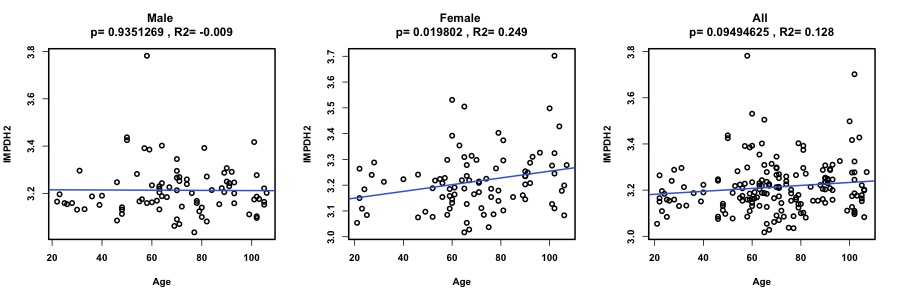 Male
p= 0.9351269 , R2= -0.009
IMPDH2
3.8
3.6
3.4
3.2
20 40 60 80 100
Age
Female
p= 0.019802 , R2= 0.249
IMPDH2
3.7
3.6
3.5
3.4
3.3
3.2
3.1
3.0
20 40 60 80 100
Age
All
p= 0.09494625 , R2= 0.128
IMPDH2
3.8
3.6
3.4
3.2
3.0
20 40 60 80 100
Age